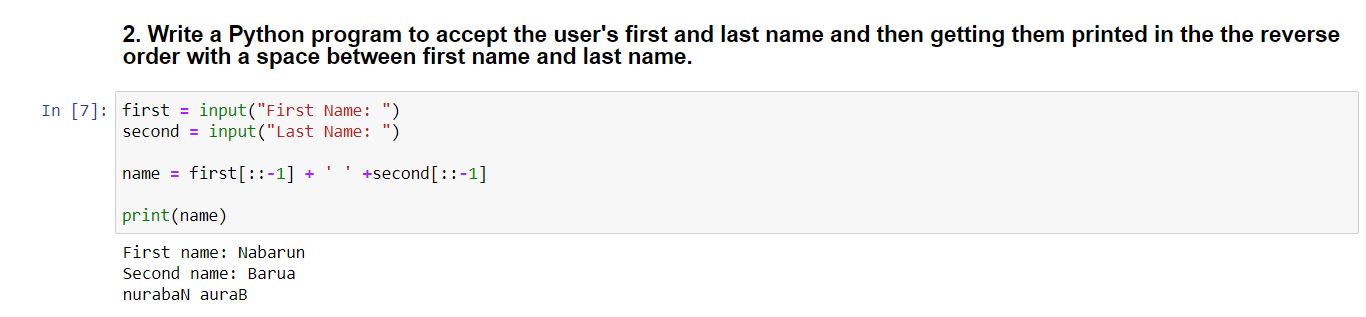 2. Write a Python program to accept the user's first and last name and then getting them printed in the the reverse
order with a space between first name and last name.
In [7]: first = input("First Name: ")
second = input("Last Name: ")
name = first[::-1] + ' ' +second[::-1]
print(name)
First name: Nabarun
Second name: Barua
nurabaN auraB